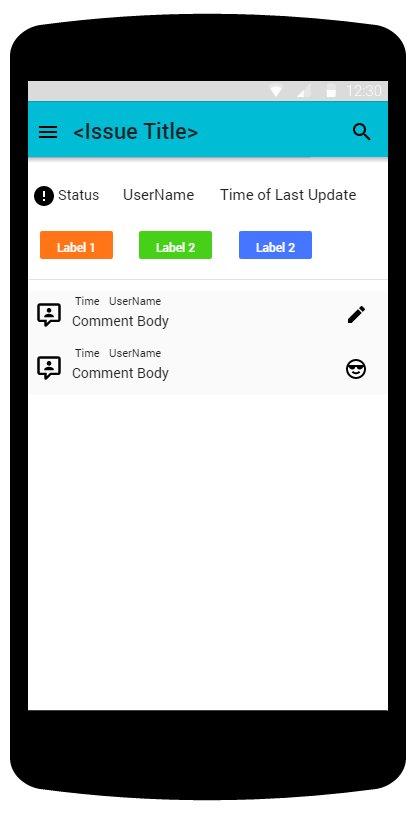 12:30
<Issue Title>
Status UserName Time of Last Update
Label 1 Label 2 Label 2
Time UserName
Comment Body
Time UserName
Comment Body